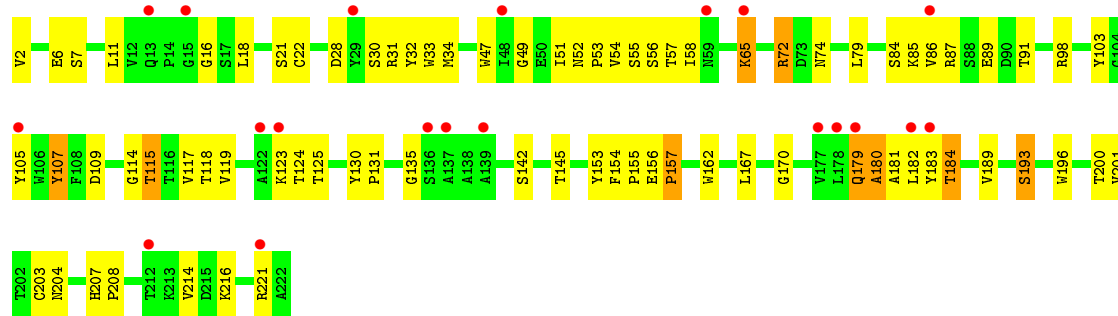 V2 E6 S7 L11 V12 Q13 P14 G15 G16 S17 L18 S21 C22 D28 Y29 S30 R31 Y32 W33 M34 W47 I48 G49 E50 I51 N52 P53 V54 S55 S56 T57 I58 N59 K65 R72 D73 N74 L79 S84 K85 V86 R87 S88 E89 D90 T91 R98 Y103 G104
Y105 W106 Y107 F108 D109 G114 T115 T116 V117 T118 V119 A122 K123 T124 T125 Y130 P131 G135 S136 A137 A138 A139 S142 T145 Y153 F154 P155 E156 P157 W162 L167 G170 V177 L178 Q179 A180 A181 L182 Y183 T184 V189 S193 W196 T200 V201
T202 C203 N204 H207 P208 T212 K213 V214 D215 K216 R221 A222